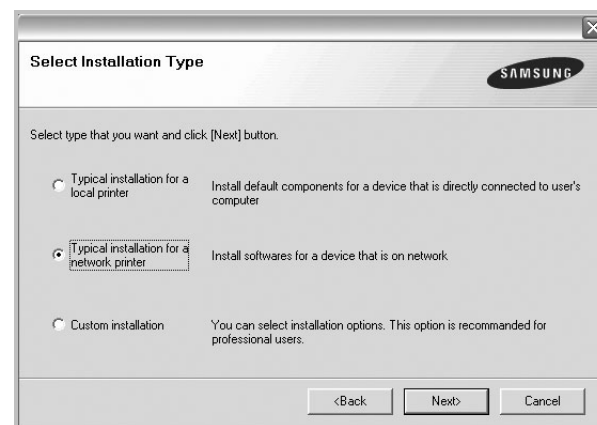 Select Installation Type
SAMSUNG
Select type that you want and click [Next] button.
Typical installation for a
local printer
Install default components for a device that is directly connected to user's
computer
Typical installation for a
network printer
Install softwares for a device that is on network
Custom installation
You can select installation options. This option is recommanded for
professional users.
<Back
Next>
Cancel